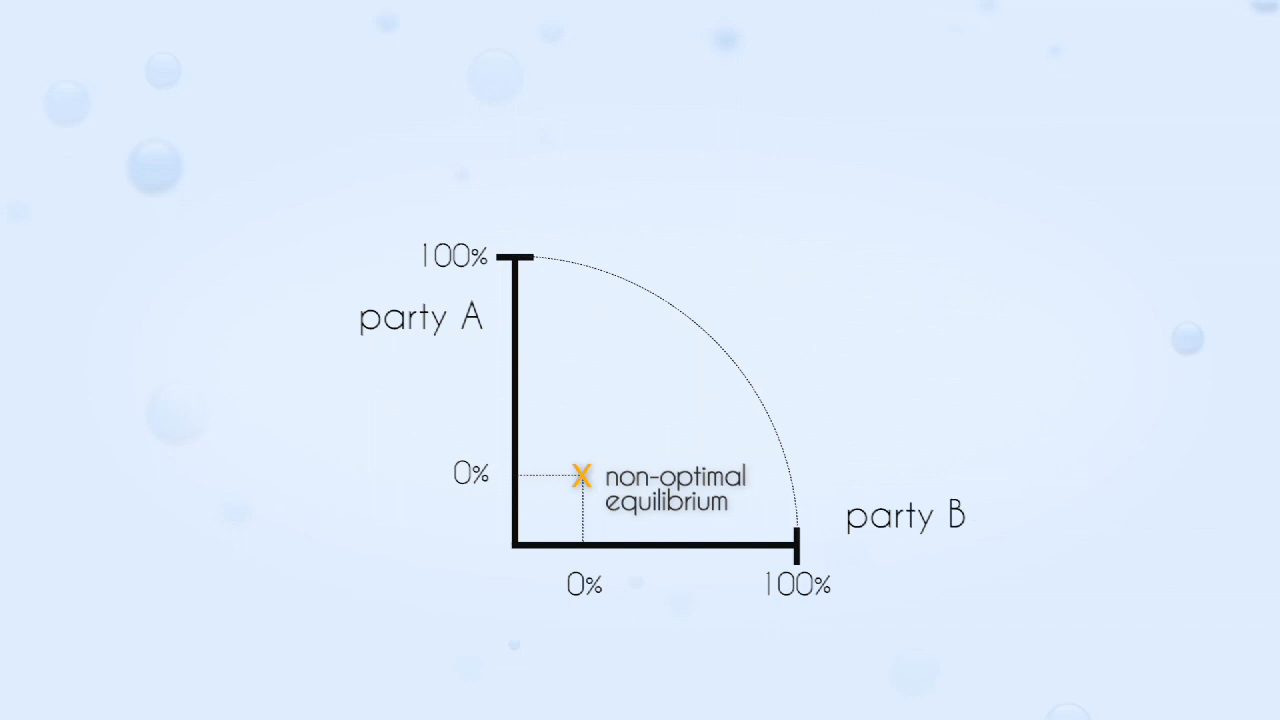 100%
party A
0%
X non-optimal
equilibrium
party B
0%
100%